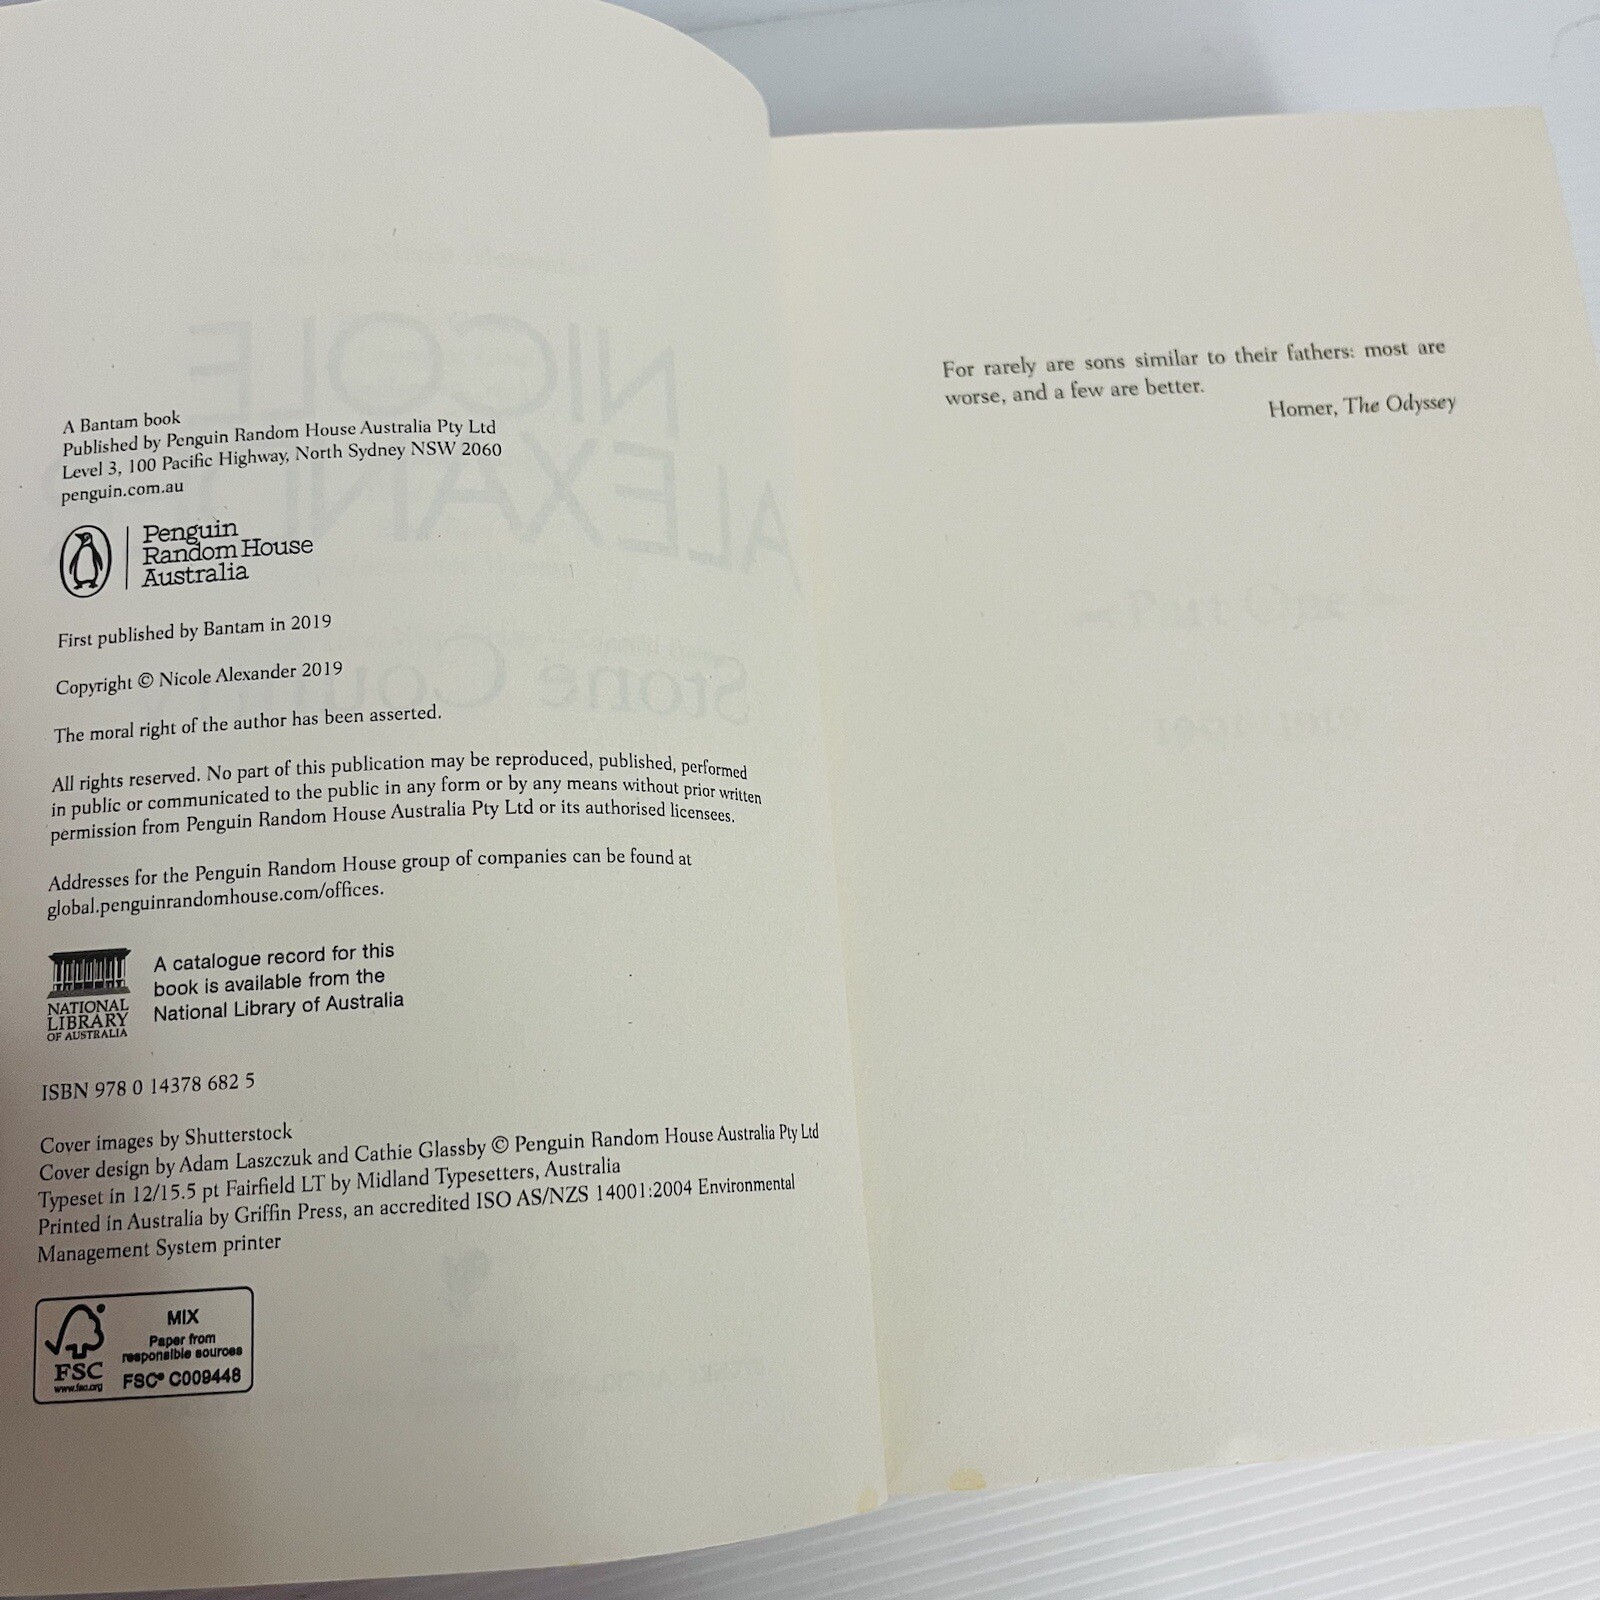 A Bantam book
Published by Penguin Random House Australia Pty Ltd
Level 3, 100 Pacific Highway, North Sydney NSW 2060
penguin.com.au
Penguin
Random House
Australia
First published by Bantam in 2019
Copyright © Nicole Alexander 2019
The moral right of the author has been asserted.
All rights reserved. No part of this publication may be reproduced, published, performed
in public or communicated to the public in any form or by any means without prior written
permission from Penguin Random House Australia Pty Ltd or its authorised licensees.
Addresses for the Penguin Random House group of companies can be found at
global.penguinrandomhouse.com/offices.
NATIONAL
LIBRARY
OF AUSTRALIA
A catalogue record for this
book is available from the
National Library of Australia
ISBN 978 0 14378 682 5
Cover images by Shutterstock
Cover design by Adam Laszczuk and Cathie Glassby © Penguin Random House Australia Pty Ltd
Typeset in 12/15.5 pt Fairfield LT by Midland Typesetters, Australia
Printed in Australia by Griffin Press, an accredited ISO AS/NZS 14001:2004 Environmental
Management System printer
FSC
www.fsc.org
MIX
Paper from
responsible sources
FSC® C009448
For rarely are sons similar to their fathers: most are
worse, and a few are better.
Homer, The Odyssey
NICOLE
Stone